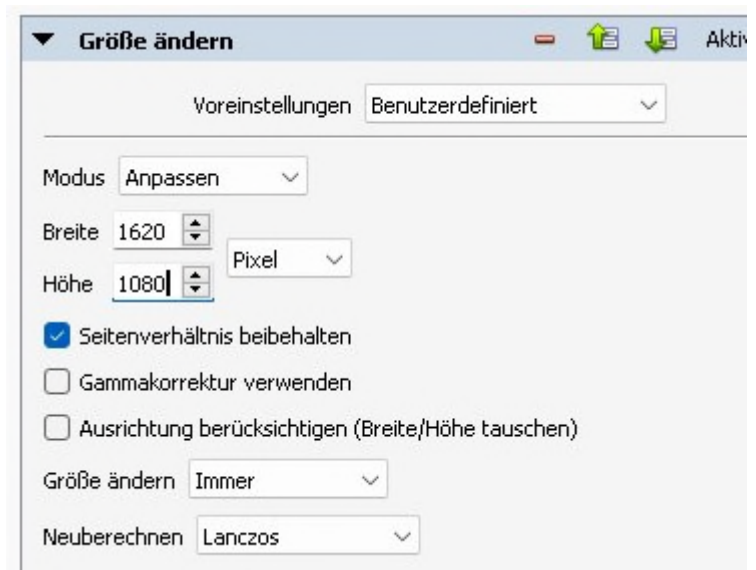 Größe ändern
Voreinstellungen Benutzerdefiniert
Modus Anpassen
Breite 1620
Pixel
Höhe 1080
Seitenverhältnis beibehalten
Gammakorrektur verwenden
Ausrichtung berücksichtigen (Breite/Höhe tauschen)
Größe ändern Immer
Neuberechnen Lanczos